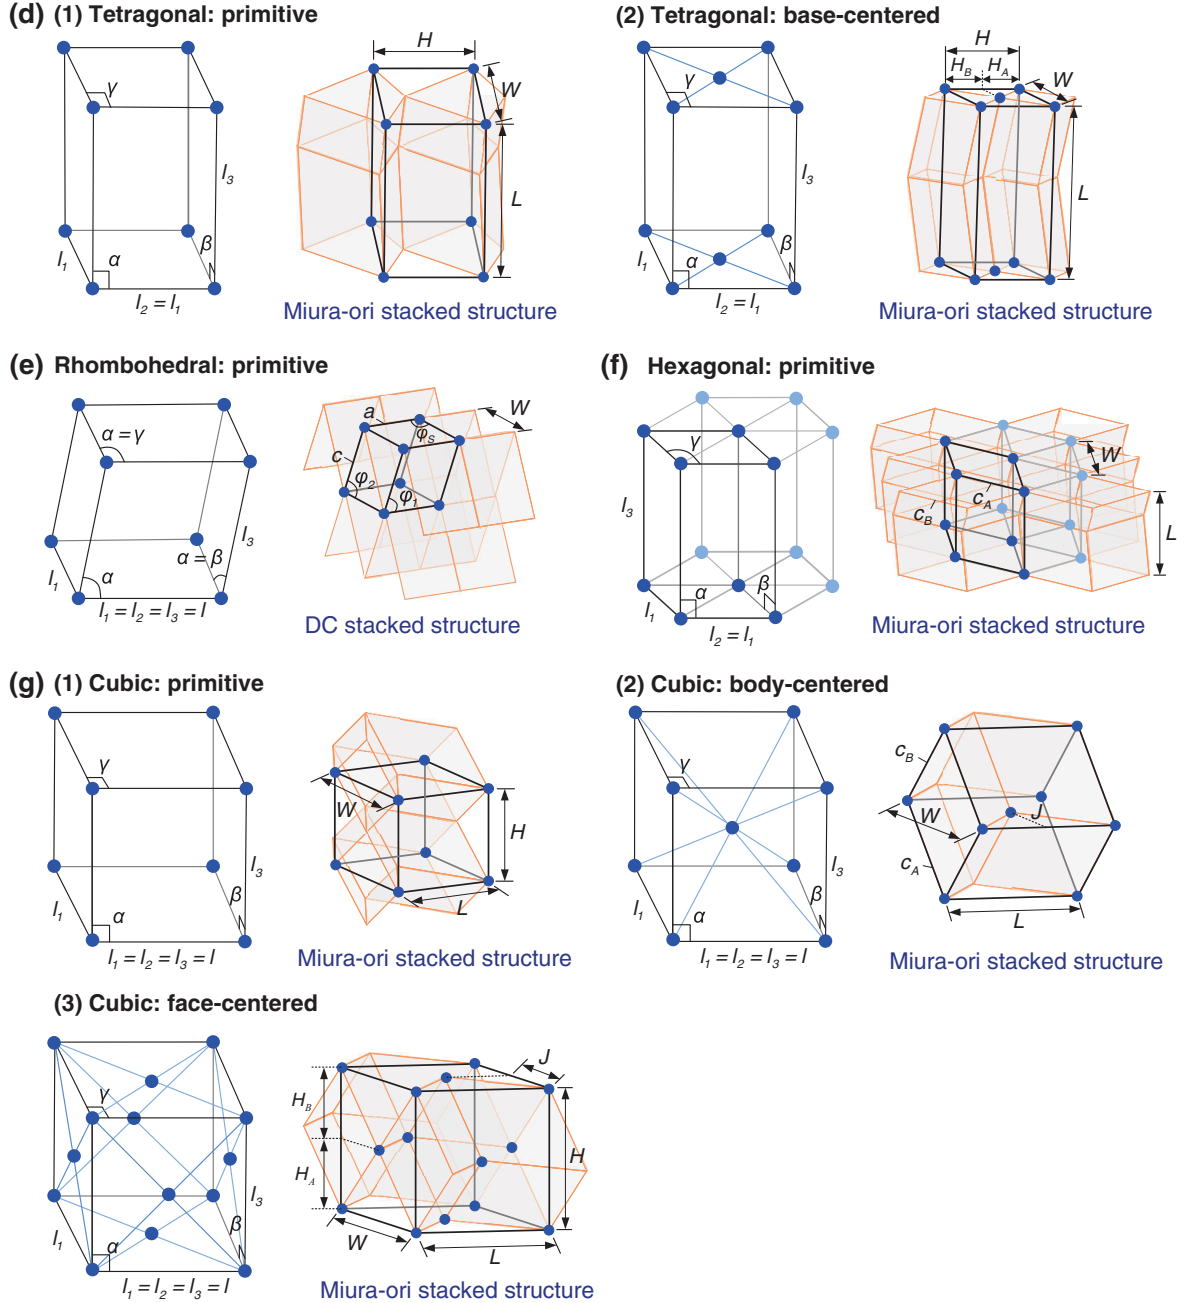 (d) (1) Tetragonal: primitive
γ
l3
l1
α
β
l2 = l1
H
W
L
Miura-ori stacked structure
(2) Tetragonal: base-centered
γ
l3
l1
α
β
l2 = l1
H
HB
HA
W
L
Miura-ori stacked structure
(e) Rhombohedral: primitive
α = γ
l3
α = β
l1
α
l1 = l2 = l3 = l
a
W
φS
c
φ2
φ1
DC stacked structure
(f) Hexagonal: primitive
γ
l3
β
α
l1
l2 = l1
W
cA
cB
L
Miura-ori stacked structure
(g) (1) Cubic: primitive
γ
l3
β
l1
α
l1 = l2 = l3 = l
W
H
L
Miura-ori stacked structure
(2) Cubic: body-centered
γ
l3
β
l1
α
l1 = l2 = l3 = l
cB
W
J
cA
L
Miura-ori stacked structure
(3) Cubic: face-centered
γ
l3
β
l1
α
l1 = l2 = l3 = l
J
HB
H
HA
W
L
Miura-ori stacked structure